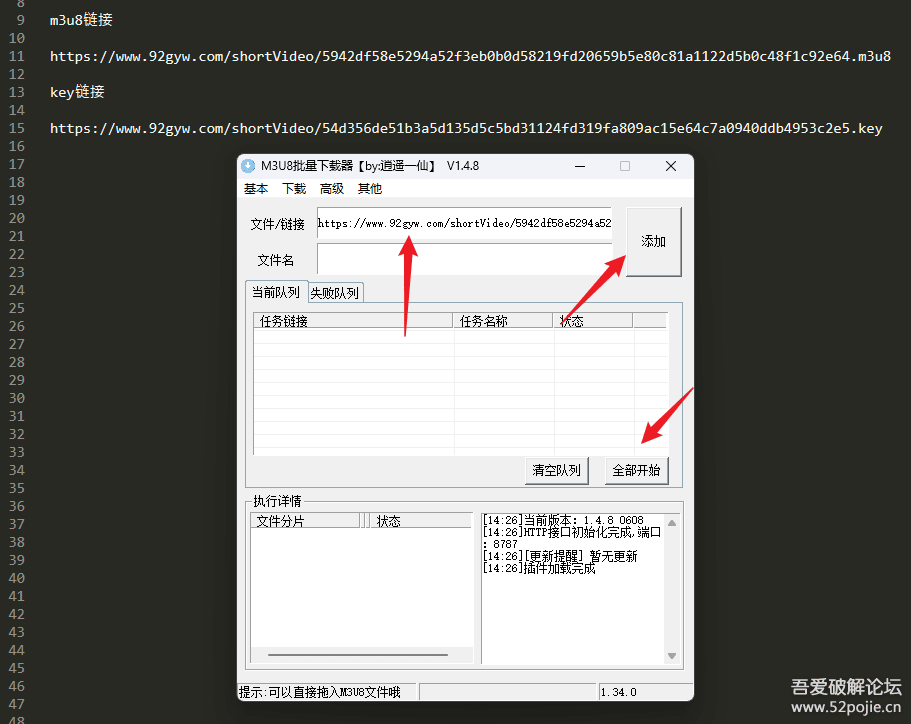 8
9 m3u8链接
10
11 https://www.92gyw.com/shortVideo/5942df58e5294a52f3eb0b0d58219fd20659b5e80c81a1122d5b0c48f1c92e64.m3u8
12
13 key链接
14
15 https://www.92gyw.com/shortVideo/54d356de51b3a5d135d5c5bd31124fd319fa809ac15e64c7a0940ddb4953c2e5.key
16
17
18
19
20
21
22
23
24
25
26
27
28
29
30
31
32
33
34
35
36
37
38
39
40
41
42
43
44
45
46
47
48
M3U8批量下载器【by:逍遥一仙】 V1.4.8
基本 下载 高级 其他
文件/链接 https://www.92gyw.com/shortVideo/5942df58e5294a52
添加
文件名
当前队列 失败队列
任务链接 任务名称 状态
清空队列 全部开始
执行详情
文件分片 状态
[14:26]当前版本: 1.4.8 0608
[14:26]HTTP接口初始化完成,端口
: 8787
[14:26][更新提醒] 暂无更新
[14:26]插件加载完成
提示:可以直接拖入M3U8文件哦 1.34.0
吾爱破解论坛
www.52pojie.cn